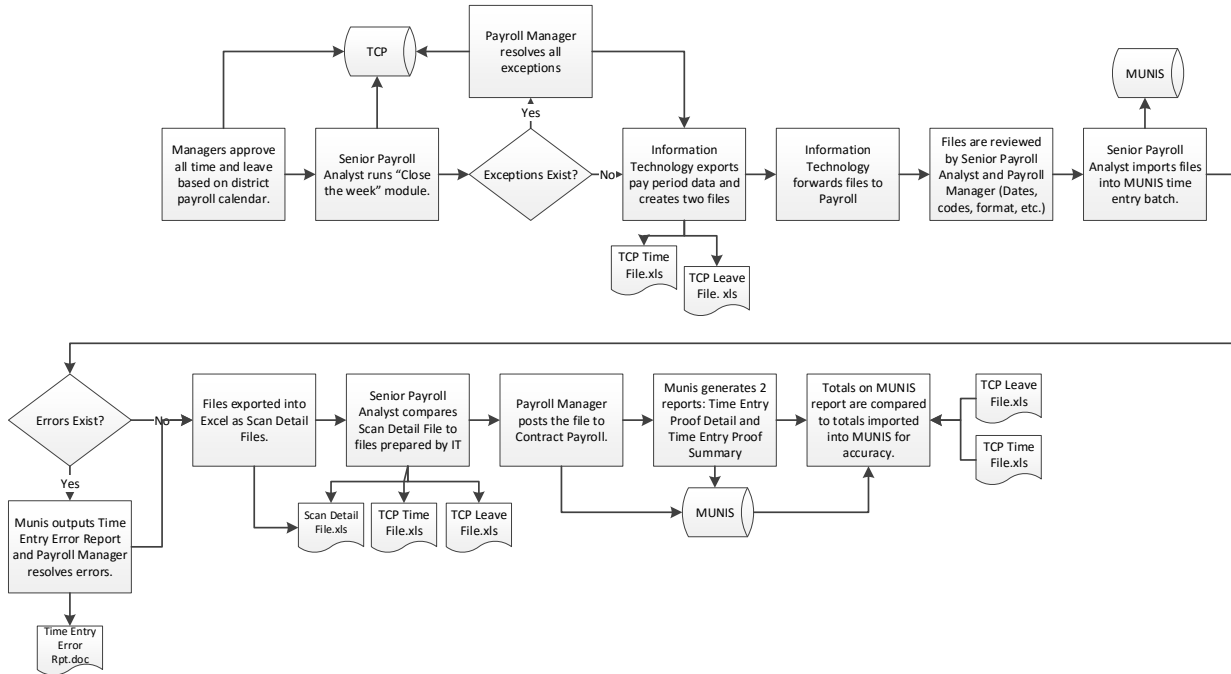 TCP
Payroll Manager
resolves all
exceptions
MUNIS
Yes
Managers approve
all time and leave
based on district
payroll calendar.
Senior Payroll
Analyst runs “Close
the week” module.
Exceptions Exist?
No
Information
Technology exports
pay period data and
creates two files
Information
Technology
forwards files to
Payroll
Files are reviewed
by Senior Payroll
Analyst and Payroll
Manager (Dates,
codes, format, etc.)
Senior Payroll
Analyst imports files
into MUNIS time
entry batch.
TCP Time
File.xls
TCP Leave
File. xls
Errors Exist?
No
Yes
Files exported into
Excel as Scan Detail
Files.
Senior Payroll
Analyst compares
Scan Detail File to
files prepared by IT
Payroll Manager
posts the file to
Contract Payroll.
Munis generates 2
reports: Time Entry
Proof Detail and
Time Entry Proof
Summary
Totals on MUNIS
report are compared
to totals imported
into MUNIS for
accuracy.
TCP Leave
File.xls
TCP Time
File.xls
Munis outputs Time
Entry Error Report
and Payroll Manager
resolves errors.
Scan Detail
File.xls
TCP Time
File.xls
TCP Leave
File.xls
MUNIS
Time Entry
Error
Rpt.doc